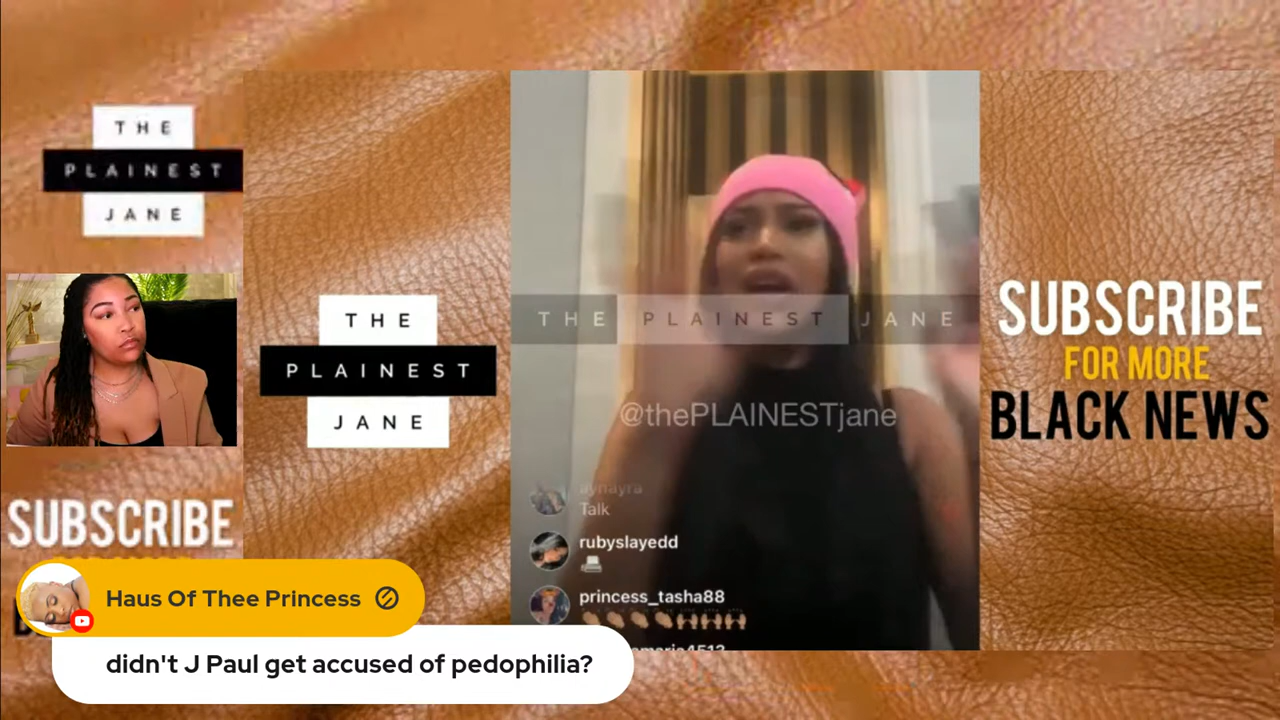 THE
PLAINEST
JANE
THE
PLAINEST
JANE
THE PLAINEST JANE
@thePLAINESTjane
aynayra
Talk
rubyslayedd
princess_tasha88
SUBSCRIBE
FOR MORE
BLACK NEWS
SUBSCRIBE
Haus Of Thee Princess
didn't J Paul get accused of pedophilia?